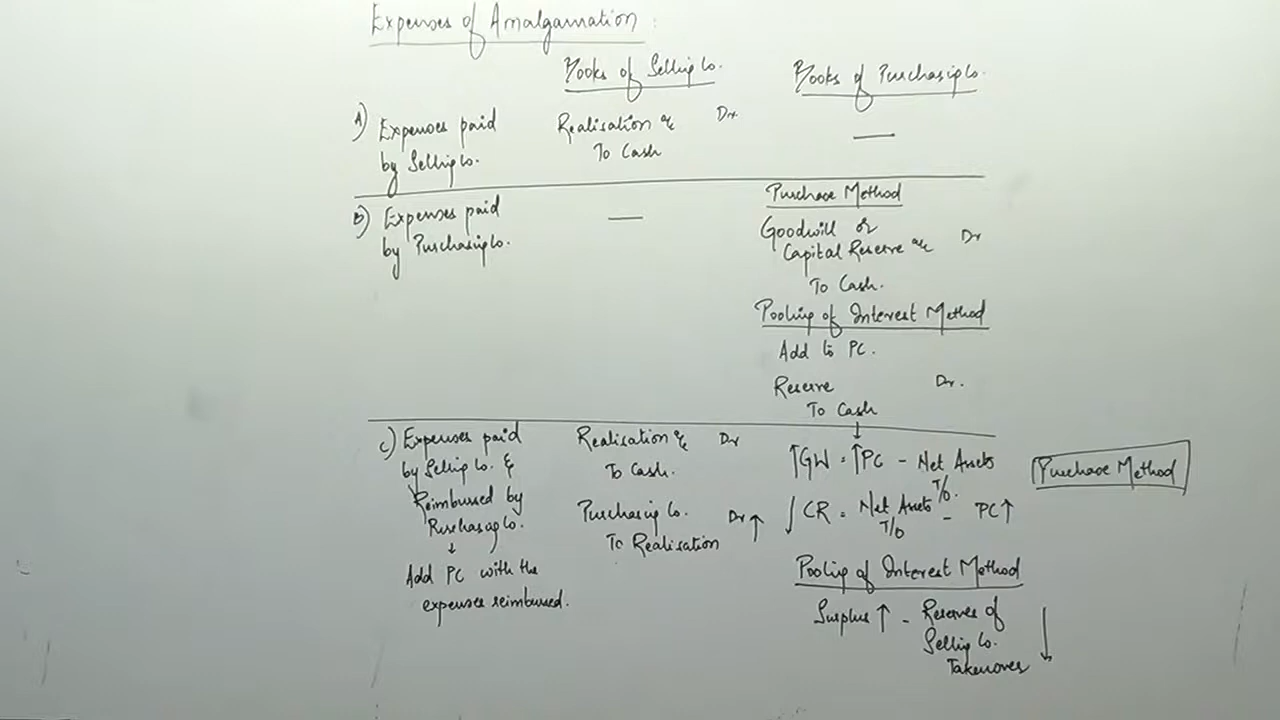 Expenses of Amalgamation :
Books of Selling Co.
Books of Purchasing Co.
A) Expenses paid
by Selling Co.
Realisation a/c Dr.
To Cash
—
B) Expenses paid
by Purchasing Co.
—
Purchase Method
Goodwill or
Capital Reserve a/c Dr
To Cash.
Pooling of Interest Method
Add to PC.
Reserve Dr.
To Cash
C) Expenses paid
by Selling Co. &
Reimbursed by
Purchasing Co.
↓
Add PC with the
expenses reimbursed.
Realisation a/c Dr
To Cash.
Purchasing Co. Dr ↑
To Realisation
↓
↑GW = ↑PC - Net Assets
T/O.
↓ CR = Net Assets - PC↑
T/O
Purchase Method
Pooling of Interest Method
Surplus ↑ - Reserves of ↓
Selling Co.
Takenover